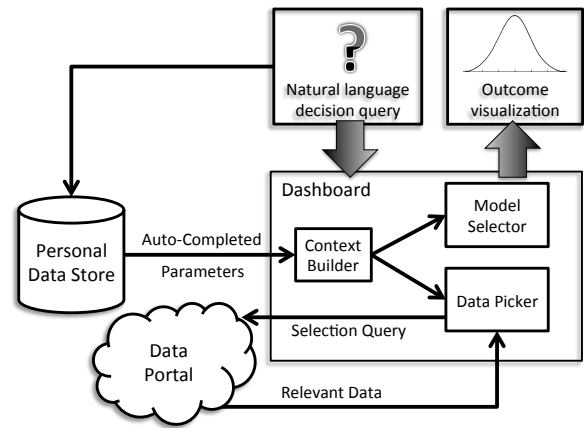 ?
Natural language
decision query
Outcome
visualization
Dashboard
Model
Selector
Personal
Data Store
Auto-Completed
Parameters
Context
Builder
Data Picker
Selection Query
Data
Portal
Relevant Data